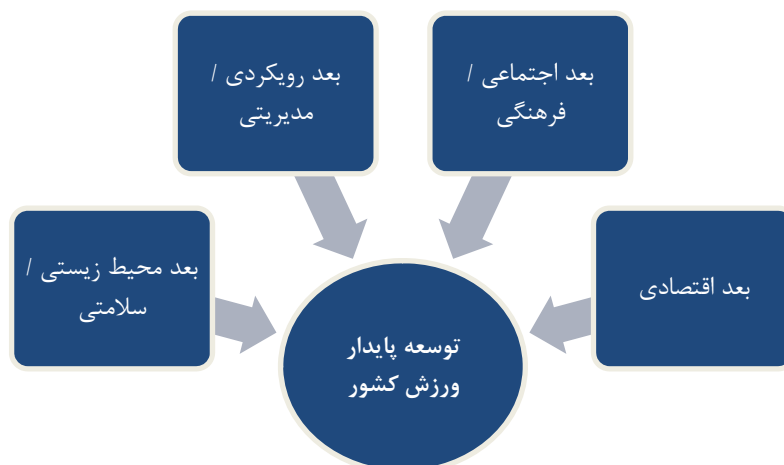 بعد رویکردی /
مدیریتی
بعد اجتماعی /
فرهنگی
بعد محیط زیستی /
سلامتی
بعد اقتصادی
توسعه پایدار
ورزش کشور